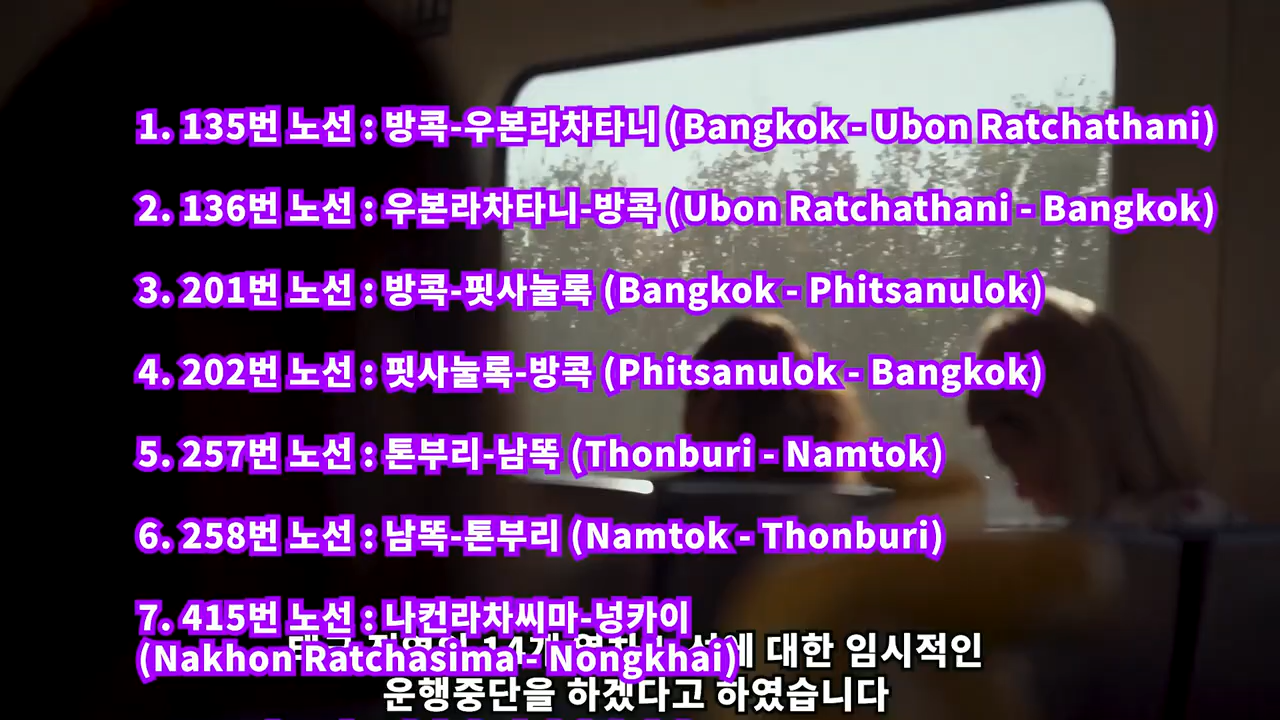 1. 135번 노선 : 방콕-우본라차타니 (Bangkok - Ubon Ratchathani)
2. 136번 노선 : 우본라차타니-방콕 (Ubon Ratchathani - Bangkok)
3. 201번 노선 : 방콕-핏사눌록 (Bangkok - Phitsanulok)
4. 202번 노선 : 핏사눌록-방콕 (Phitsanulok - Bangkok)
5. 257번 노선 : 톤부리-남똑 (Thonburi - Namtok)
6. 258번 노선 : 남똑-톤부리 (Namtok - Thonburi)
7. 415번 노선 : 나컨라차씨마-넝카이
(Nakhon Ratchasima - Nongkhai)
14개 대한 임시적인
운행중단을 하겠다고 하였습니다